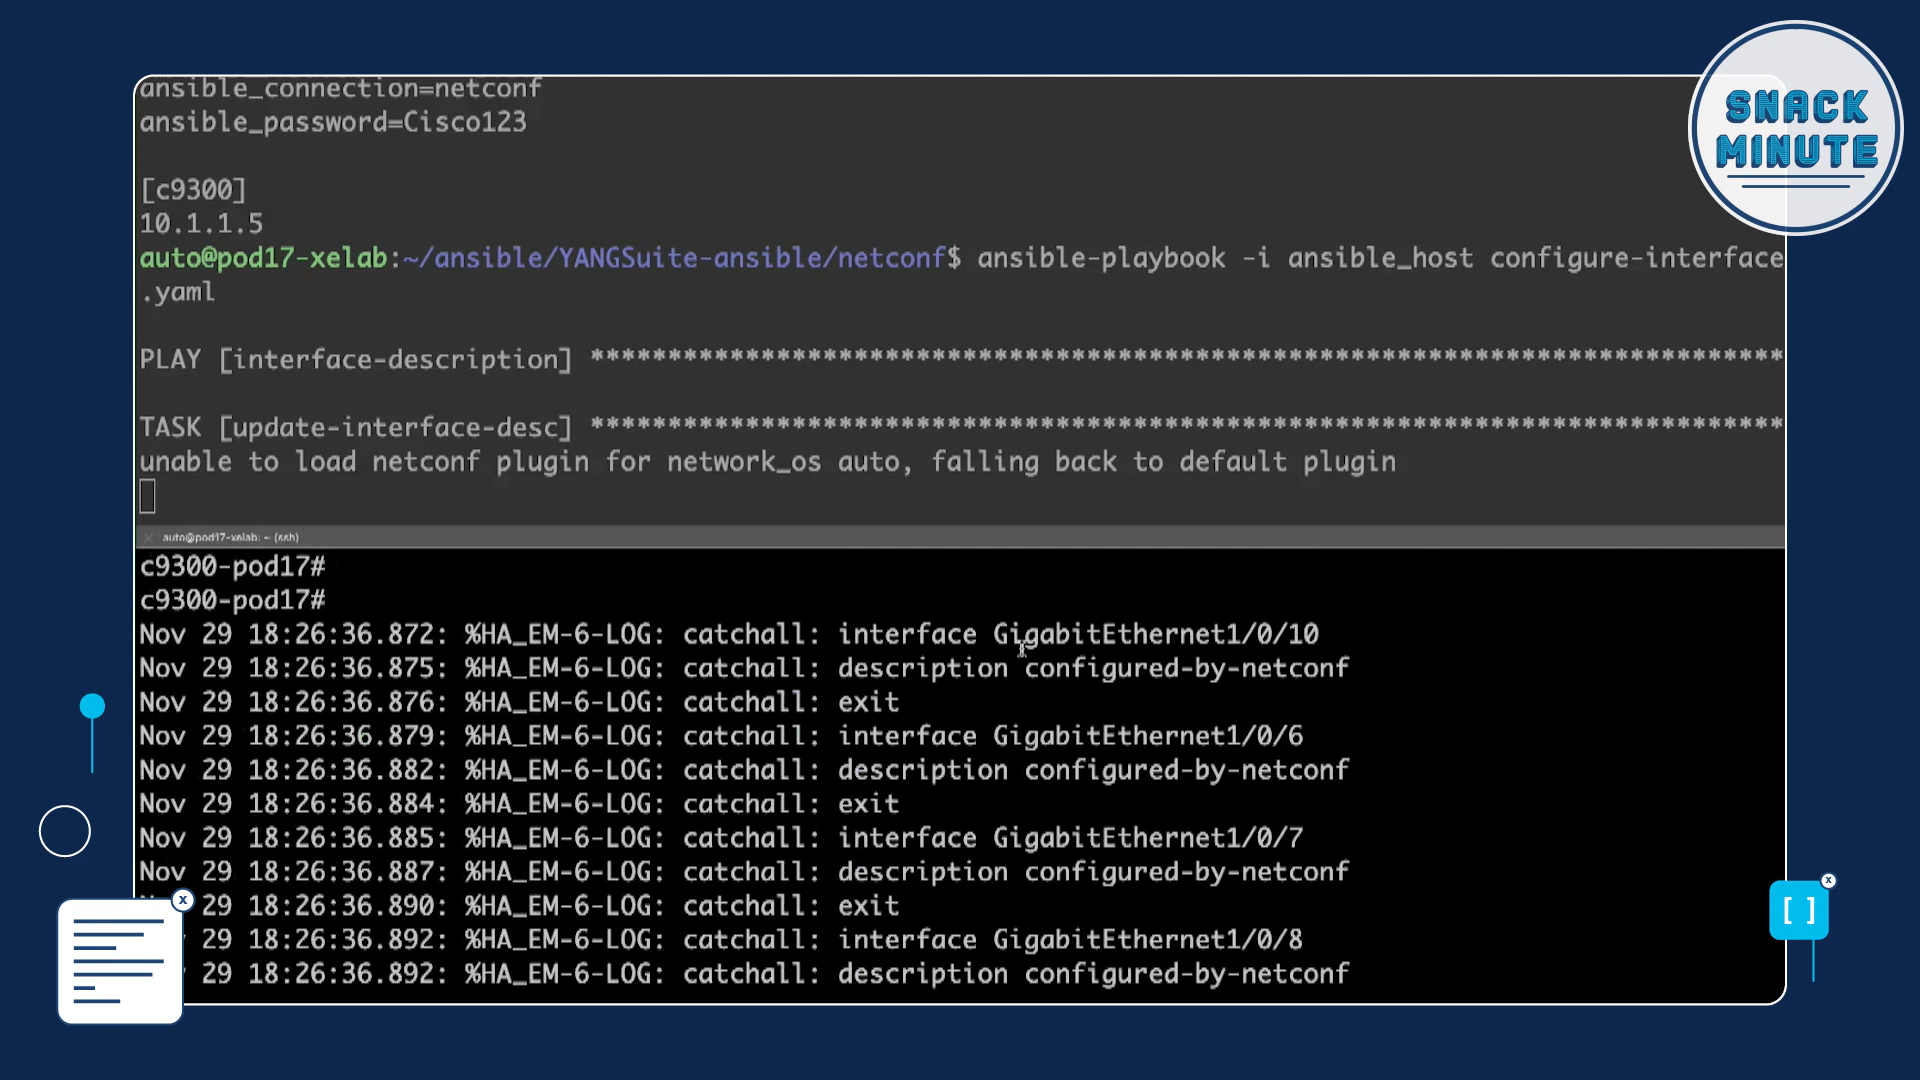 ansible_connection=netconf
ansible_password=Cisco123
[c9300]
10.1.1.5
auto@pod17-xelab:~/ansible/YANGSuite-ansible/netconf$ ansible-playbook -i ansible_host configure-interface
.yaml
PLAY [interface-description] *****************************************************************************
TASK [update-interface-desc] *****************************************************************************
unable to load netconf plugin for network_os auto, falling back to default plugin
auto@pod17-xelab: ~ (ssh)
c9300-pod17#
c9300-pod17#
Nov 29 18:26:36.872: %HA_EM-6-LOG: catchall: interface GigabitEthernet1/0/10
Nov 29 18:26:36.875: %HA_EM-6-LOG: catchall: description configured-by-netconf
Nov 29 18:26:36.876: %HA_EM-6-LOG: catchall: exit
Nov 29 18:26:36.879: %HA_EM-6-LOG: catchall: interface GigabitEthernet1/0/6
Nov 29 18:26:36.882: %HA_EM-6-LOG: catchall: description configured-by-netconf
Nov 29 18:26:36.884: %HA_EM-6-LOG: catchall: exit
Nov 29 18:26:36.885: %HA_EM-6-LOG: catchall: interface GigabitEthernet1/0/7
Nov 29 18:26:36.887: %HA_EM-6-LOG: catchall: description configured-by-netconf
29 18:26:36.890: %HA_EM-6-LOG: catchall: exit
29 18:26:36.892: %HA_EM-6-LOG: catchall: interface GigabitEthernet1/0/8
29 18:26:36.892: %HA_EM-6-LOG: catchall: description configured-by-netconf
SNACK
MINUTE
x
x
[ ]